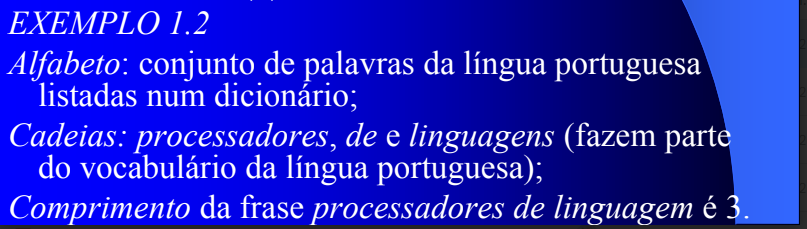 EXEMPLO 1.2
Alfabeto: conjunto de palavras da língua portuguesa
listadas num dicionário;
Cadeias: processadores, de e linguagens (fazem parte
do vocabulário da língua portuguesa);
Comprimento da frase processadores de linguagem é 3.